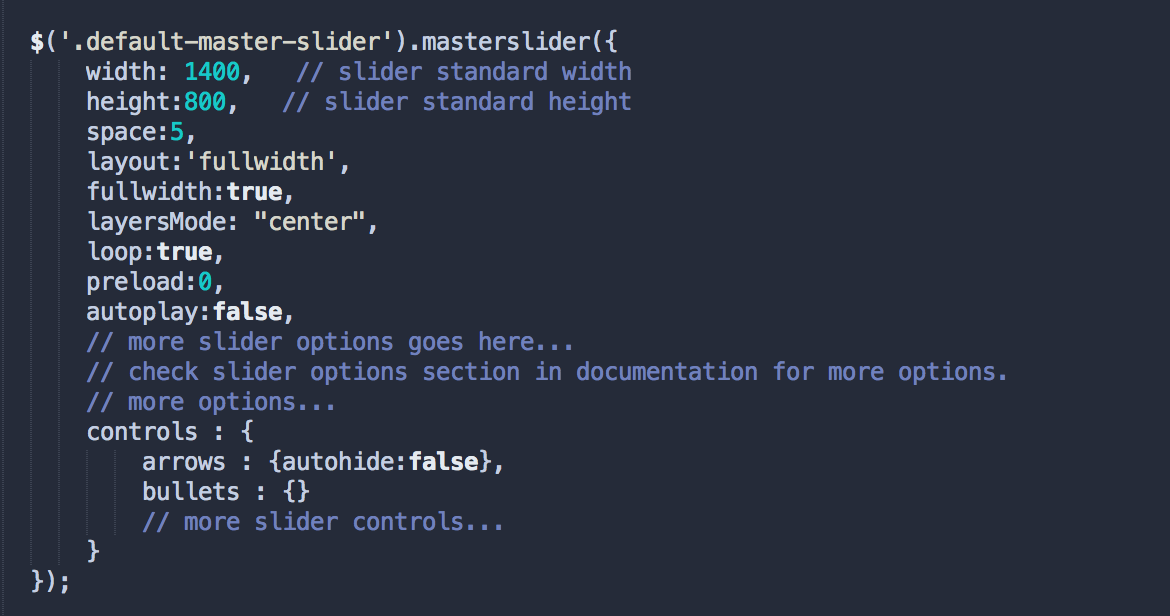 $('.default-master-slider').masterslider({
    width: 1400,   // slider standard width
    height:800,   // slider standard height
    space:5,
    layout:'fullwidth',
    fullwidth:true,
    layersMode: "center",
    loop:true,
    preload:0,
    autoplay:false,
    // more slider options goes here...
    // check slider options section in documentation for more options.
    // more options...
    controls : {
        arrows : {autohide:false},
        bullets : {}
        // more slider controls...
    }
});